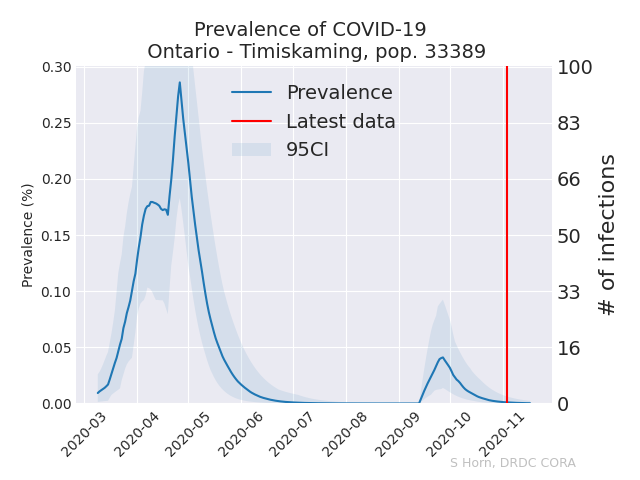 Prevalence of COVID-19
Ontario - Timiskaming, pop. 33389
Prevalence
Latest data
95CI
0.30
0.25
0.20
0.15
0.10
0.05
0.00
Prevalence (%)
100
83
66
50
33
16
0
# of infections
2020-03
2020-04
2020-05
2020-06
2020-07
2020-08
2020-09
2020-10
2020-11
S Horn, DRDC CORA